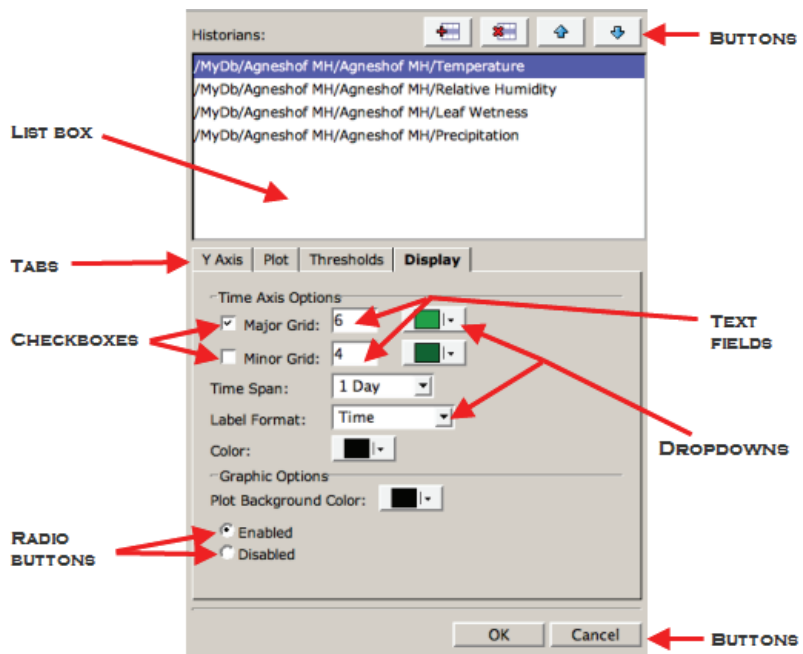 Historians:
BUTTONS
/MyDb/Agneshof MH/Agneshof MH/Temperature
/MyDb/Agneshof MH/Agneshof MH/Relative Humidity
/MyDb/Agneshof MH/Agneshof MH/Leaf Wetness
/MyDb/Agneshof MH/Agneshof MH/Precipitation
LIST BOX
TABS
Y Axis Plot Thresholds Display
Time Axis Options
CHECKBOXES
Major Grid: 6
Minor Grid: 4
TEXT
FIELDS
Time Span: 1 Day
Label Format: Time
Color:
DROPDOWNS
Graphic Options
Plot Background Color:
RADIO
BUTTONS
Enabled
Disabled
OK Cancel
BUTTONS